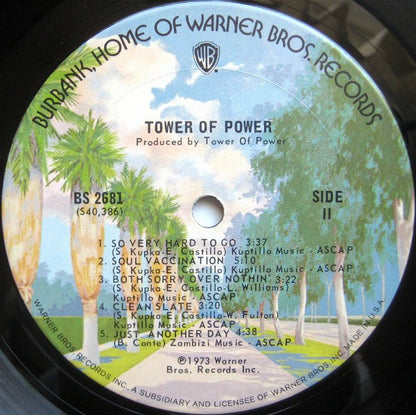 BURBANK, HOME OF WARNER BROS. RECORDS
WB
TOWER OF POWER
Produced by Tower Of Power
BS 2681
(S40,386)
SIDE
II
1. SO VERY HARD TO GO 3:37
(S. Kupka-E. Castillo) Kuptillo Music - ASCAP
2. SOUL VACCINATION 5:10
(S. Kupka-E. Castillo) Kuptillo Music - ASCAP
3. BOTH SORRY OVER NOTHIN' 3:22
(S. Kupka-E. Castillo-L. Williams)
Kuptillo Music - ASCAP
4. CLEAN SLATE 3:20
(S. Kupka-E. Castillo-W. Fulton)
Kuptillo Music - ASCAP
5. JUST ANOTHER DAY 4:38
(B. Conte) Zambizi Music - ASCAP
℗1973 Warner
Bros. Records Inc.
WARNER BROS. RECORDS INC., A SUBSIDIARY AND LICENSEE OF WARNER BROS. INC. MADE IN U.S.A.